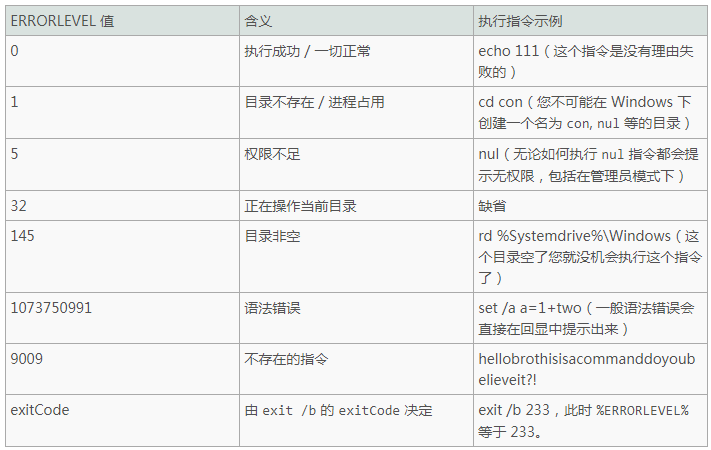 ERRORLEVEL 值 含义 执行指令示例
0 执行成功 / 一切正常 echo 111（这个指令是没有理由失
败的）
1 目录不存在 / 进程占用 cd con（您不可能在 Windows 下
创建一个名为 con, nul 等的目录）
5 权限不足 nul（无论如何执行 nul 指令都会提
示无权限，包括在管理员模式下）
32 正在操作当前目录 缺省
145 目录非空 rd %Systemdrive%\Windows（这
个目录空了您就没机会执行这个指令
了）
1073750991 语法错误 set /a a=1+two（一般语法错误会
直接在回显中提示出来）
9009 不存在的指令 hellobrothisisacommanddoyoub
elieveit?!
exitCode 由 exit /b 的 exitCode 决定 exit /b 233，此时 %ERRORLEVEL%
等于 233。